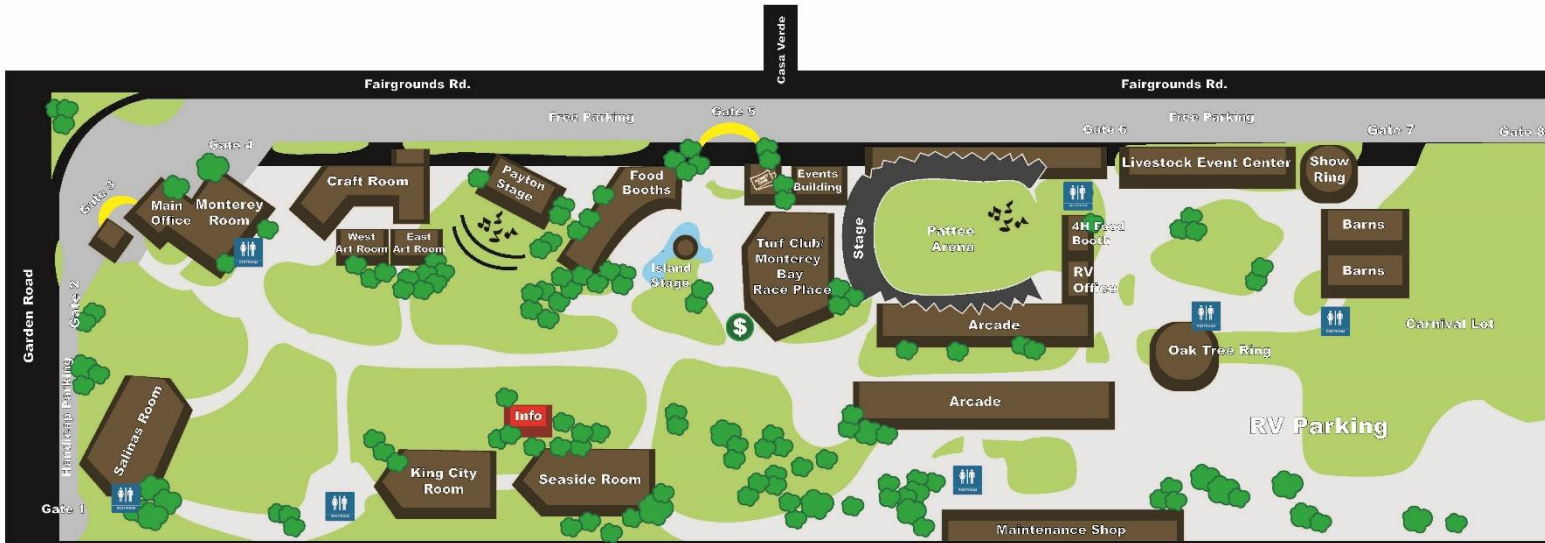 Casa Verde
Fairgrounds Rd.
Fairgrounds Rd.
Free Parking
Gate 5
Free Parking
Gate 6
Gate 7
Gate 8
Gate 4
Gate 3
Main
Office
Monterey
Room
Craft Room
West
Art Room
East
Art Room
Payton
Stage
Food
Booths
Events
Building
Island
Stage
Turf Club/
Monterey
Bay
Race Place
$
Stage
Pattee
Arena
4H Food
Booth
RV
Office
Livestock Event Center
Show
Ring
Barns
Barns
Carnival Lot
Oak Tree Ring
Arcade
Arcade
RV Parking
Garden Road
Gate 2
Handicap Parking
Salinas Room
Gate 1
Info
King City
Room
Seaside Room
Maintenance Shop